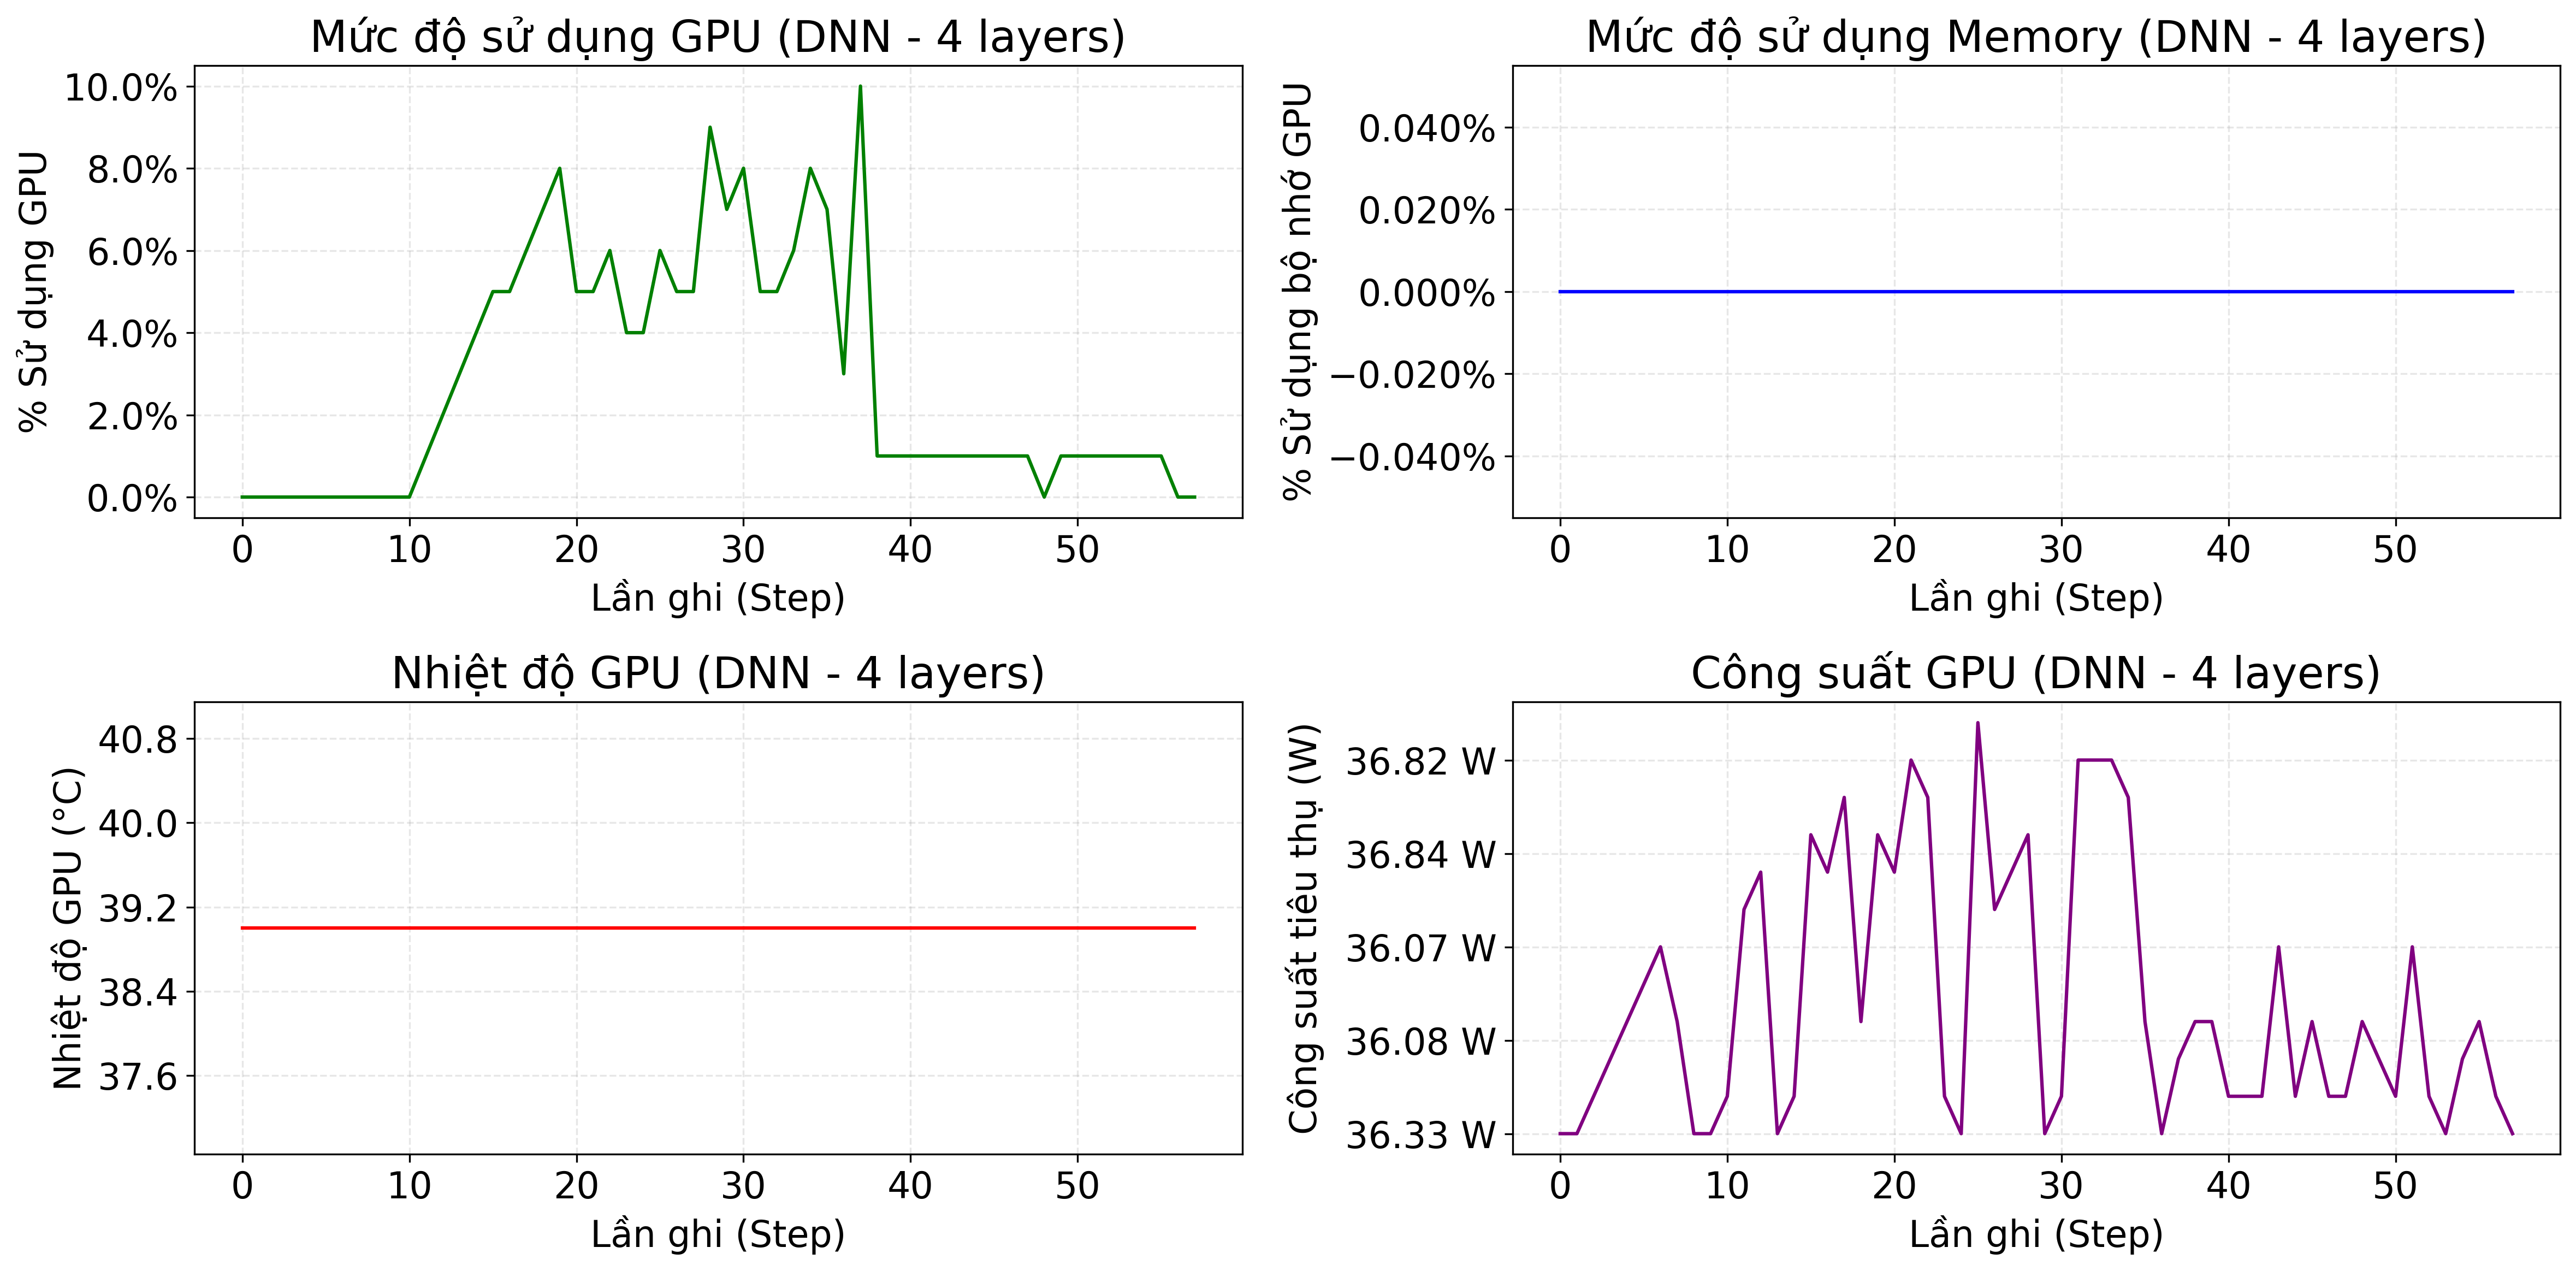 Mức độ sử dụng GPU (DNN - 4 layers)
% Sử dụng GPU
10.0%
8.0%
6.0%
4.0%
2.0%
0.0%
0 10 20 30 40 50
Lần ghi (Step)
Mức độ sử dụng Memory (DNN - 4 layers)
% Sử dụng bộ nhớ GPU
0.040%
0.020%
0.000%
−0.020%
−0.040%
0 10 20 30 40 50
Lần ghi (Step)
Nhiệt độ GPU (DNN - 4 layers)
Nhiệt độ GPU (°C)
40.8
40.0
39.2
38.4
37.6
0 10 20 30 40 50
Lần ghi (Step)
Công suất GPU (DNN - 4 layers)
Công suất tiêu thụ (W)
36.82 W
36.84 W
36.07 W
36.08 W
36.33 W
0 10 20 30 40 50
Lần ghi (Step)